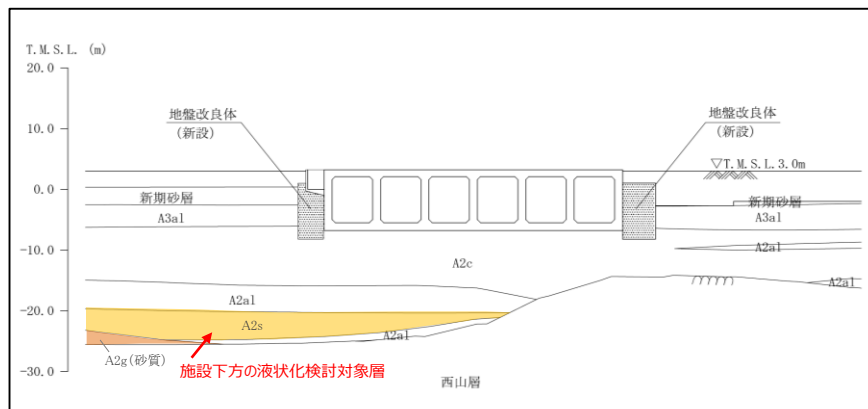 T.M.S.L. (m)
20.0
10.0
0.0
-10.0
-20.0
-30.0
地盤改良体
(新設)
地盤改良体
(新設)
▽T.M.S.L.3.0m
新期砂層
A3al
新期砂層
A3al
A2al
A2c
A2al
A2al
A2s
A2al
A2g(砂質)
施設下方の液状化検討対象層
西山層